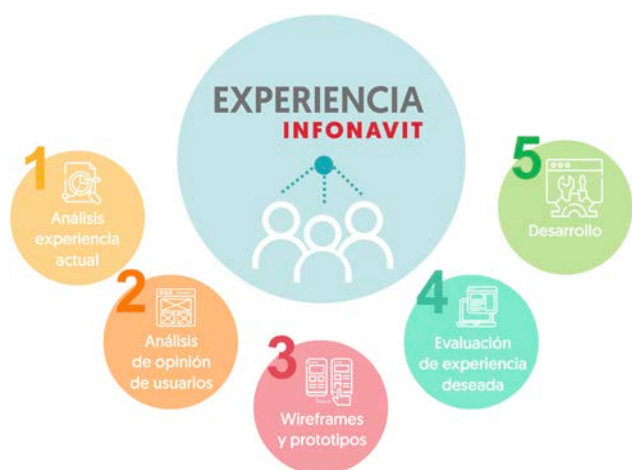 EXPERIENCIA
INFONAVIT
1
Análisis
experiencia
actual
2
Análisis
de opinión
de usuarios
3
Wireframes
y prototipos
4
Evaluación
de experiencia
deseada
5
Desarrollo